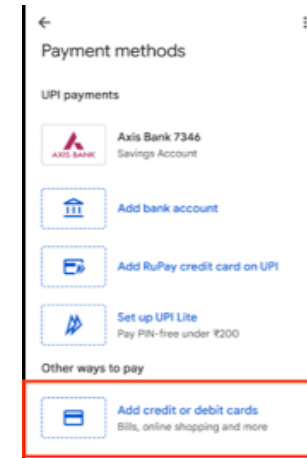 Payment methods
UPI payments
AXIS BANK
Axis Bank 7346
Savings Account
Add bank account
Add RuPay credit card on UPI
Set up UPI Lite
Pay PIN-free under ₹200
Other ways to pay
Add credit or debit cards
Bills, online shopping and more